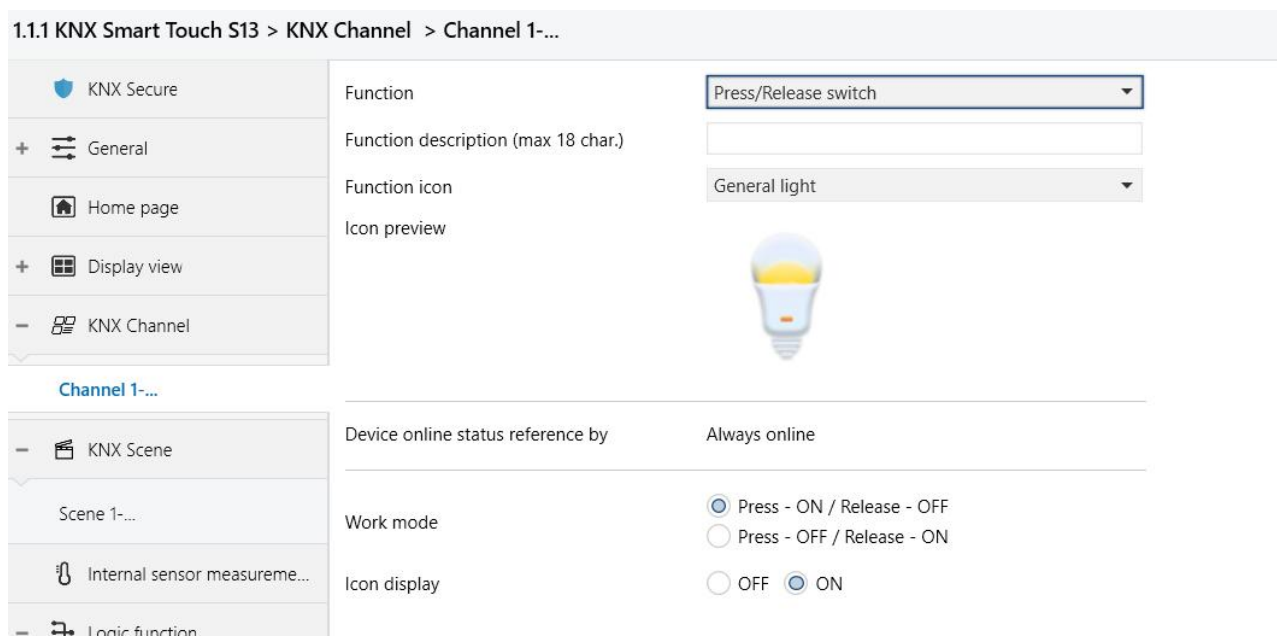 1.1.1 KNX Smart Touch S13 > KNX Channel > Channel 1-...
KNX Secure
+ General
Home page
+ Display view
– KNX Channel
Channel 1-...
– KNX Scene
Scene 1-...
Internal sensor measureme...
– Logic function
Function
Press/Release switch
Function description (max 18 char.)
Function icon
General light
Icon preview
Device online status reference by
Always online
Work mode
Press - ON / Release - OFF
Press - OFF / Release - ON
Icon display
OFF ON